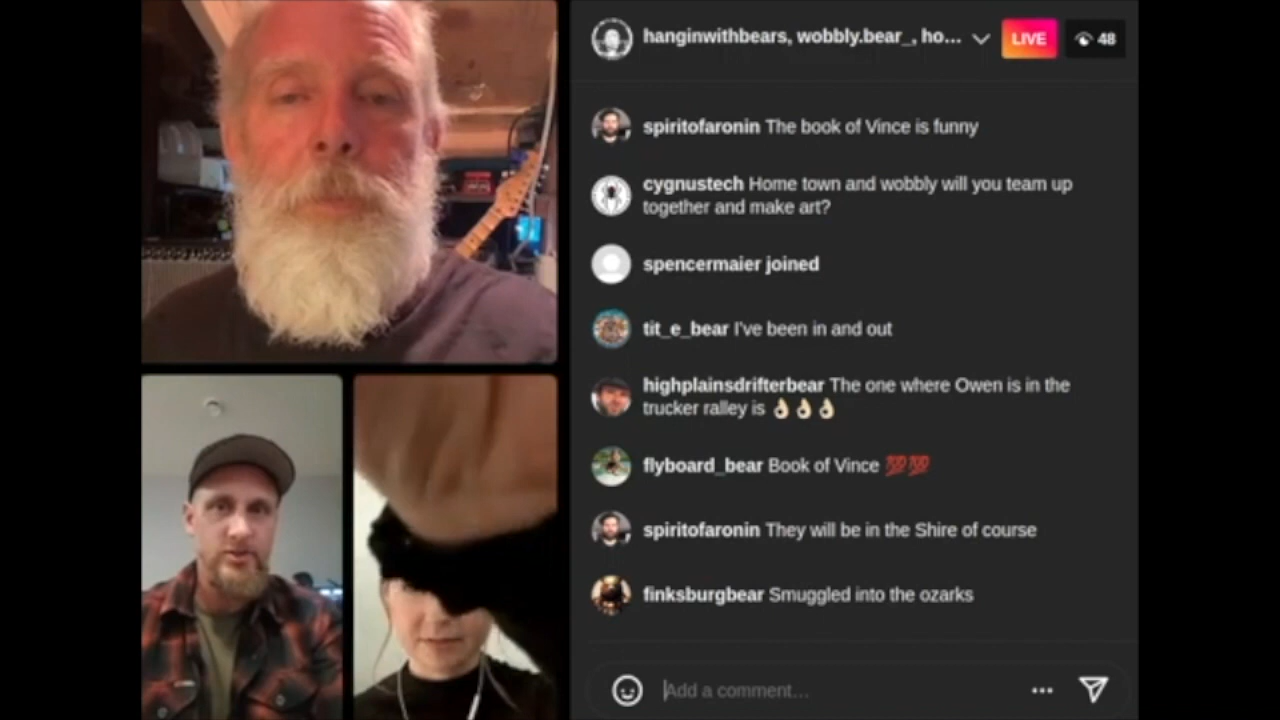 hanginwithbears, wobbly.bear_, ho...
LIVE
48
spiritofaronin The book of Vince is funny
cygnustech Home town and wobbly will you team up
together and make art?
spencermaier joined
tit_e_bear I've been in and out
highplainsdrifterbear The one where Owen is in the
trucker ralley is 👌🏻👌🏻👌🏻
flyboard_bear Book of Vince 💯💯
spiritofaronin They will be in the Shire of course
finksburgbear Smuggled into the ozarks
Add a comment...